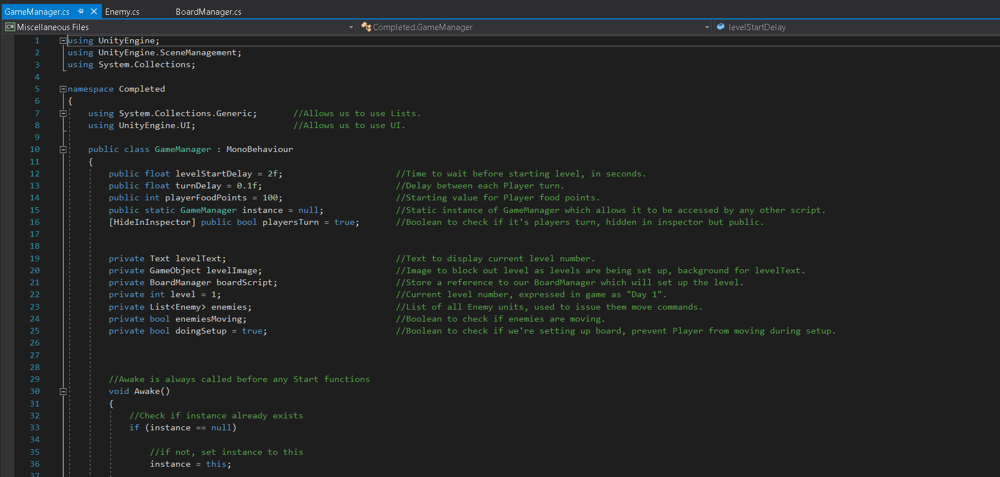 GameManager.cs Enemy.cs BoardManager.cs
C# Miscellaneous Files Completed.GameManager levelStartDelay
1 using UnityEngine;
2 using UnityEngine.SceneManagement;
3 using System.Collections;
4
5 namespace Completed
6 {
7 using System.Collections.Generic; //Allows us to use Lists.
8 using UnityEngine.UI; //Allows us to use UI.
9
10 public class GameManager : MonoBehaviour
11 {
12 public float levelStartDelay = 2f; //Time to wait before starting level, in seconds.
13 public float turnDelay = 0.1f; //Delay between each Player turn.
14 public int playerFoodPoints = 100; //Starting value for Player food points.
15 public static GameManager instance = null; //Static instance of GameManager which allows it to be accessed by any other script.
16 [HideInInspector] public bool playersTurn = true; //Boolean to check if it's players turn, hidden in inspector but public.
17
18
19 private Text levelText; //Text to display current level number.
20 private GameObject levelImage; //Image to block out level as levels are being set up, background for levelText.
21 private BoardManager boardScript; //Store a reference to our BoardManager which will set up the level.
22 private int level = 1; //Current level number, expressed in game as "Day 1".
23 private List<Enemy> enemies; //List of all Enemy units, used to issue them move commands.
24 private bool enemiesMoving; //Boolean to check if enemies are moving.
25 private bool doingSetup = true; //Boolean to check if we're setting up board, prevent Player from moving during setup.
26
27
28
29 //Awake is always called before any Start functions
30 void Awake()
31 {
32 //Check if instance already exists
33 if (instance == null)
34
35 //if not, set instance to this
36 instance = this;
37